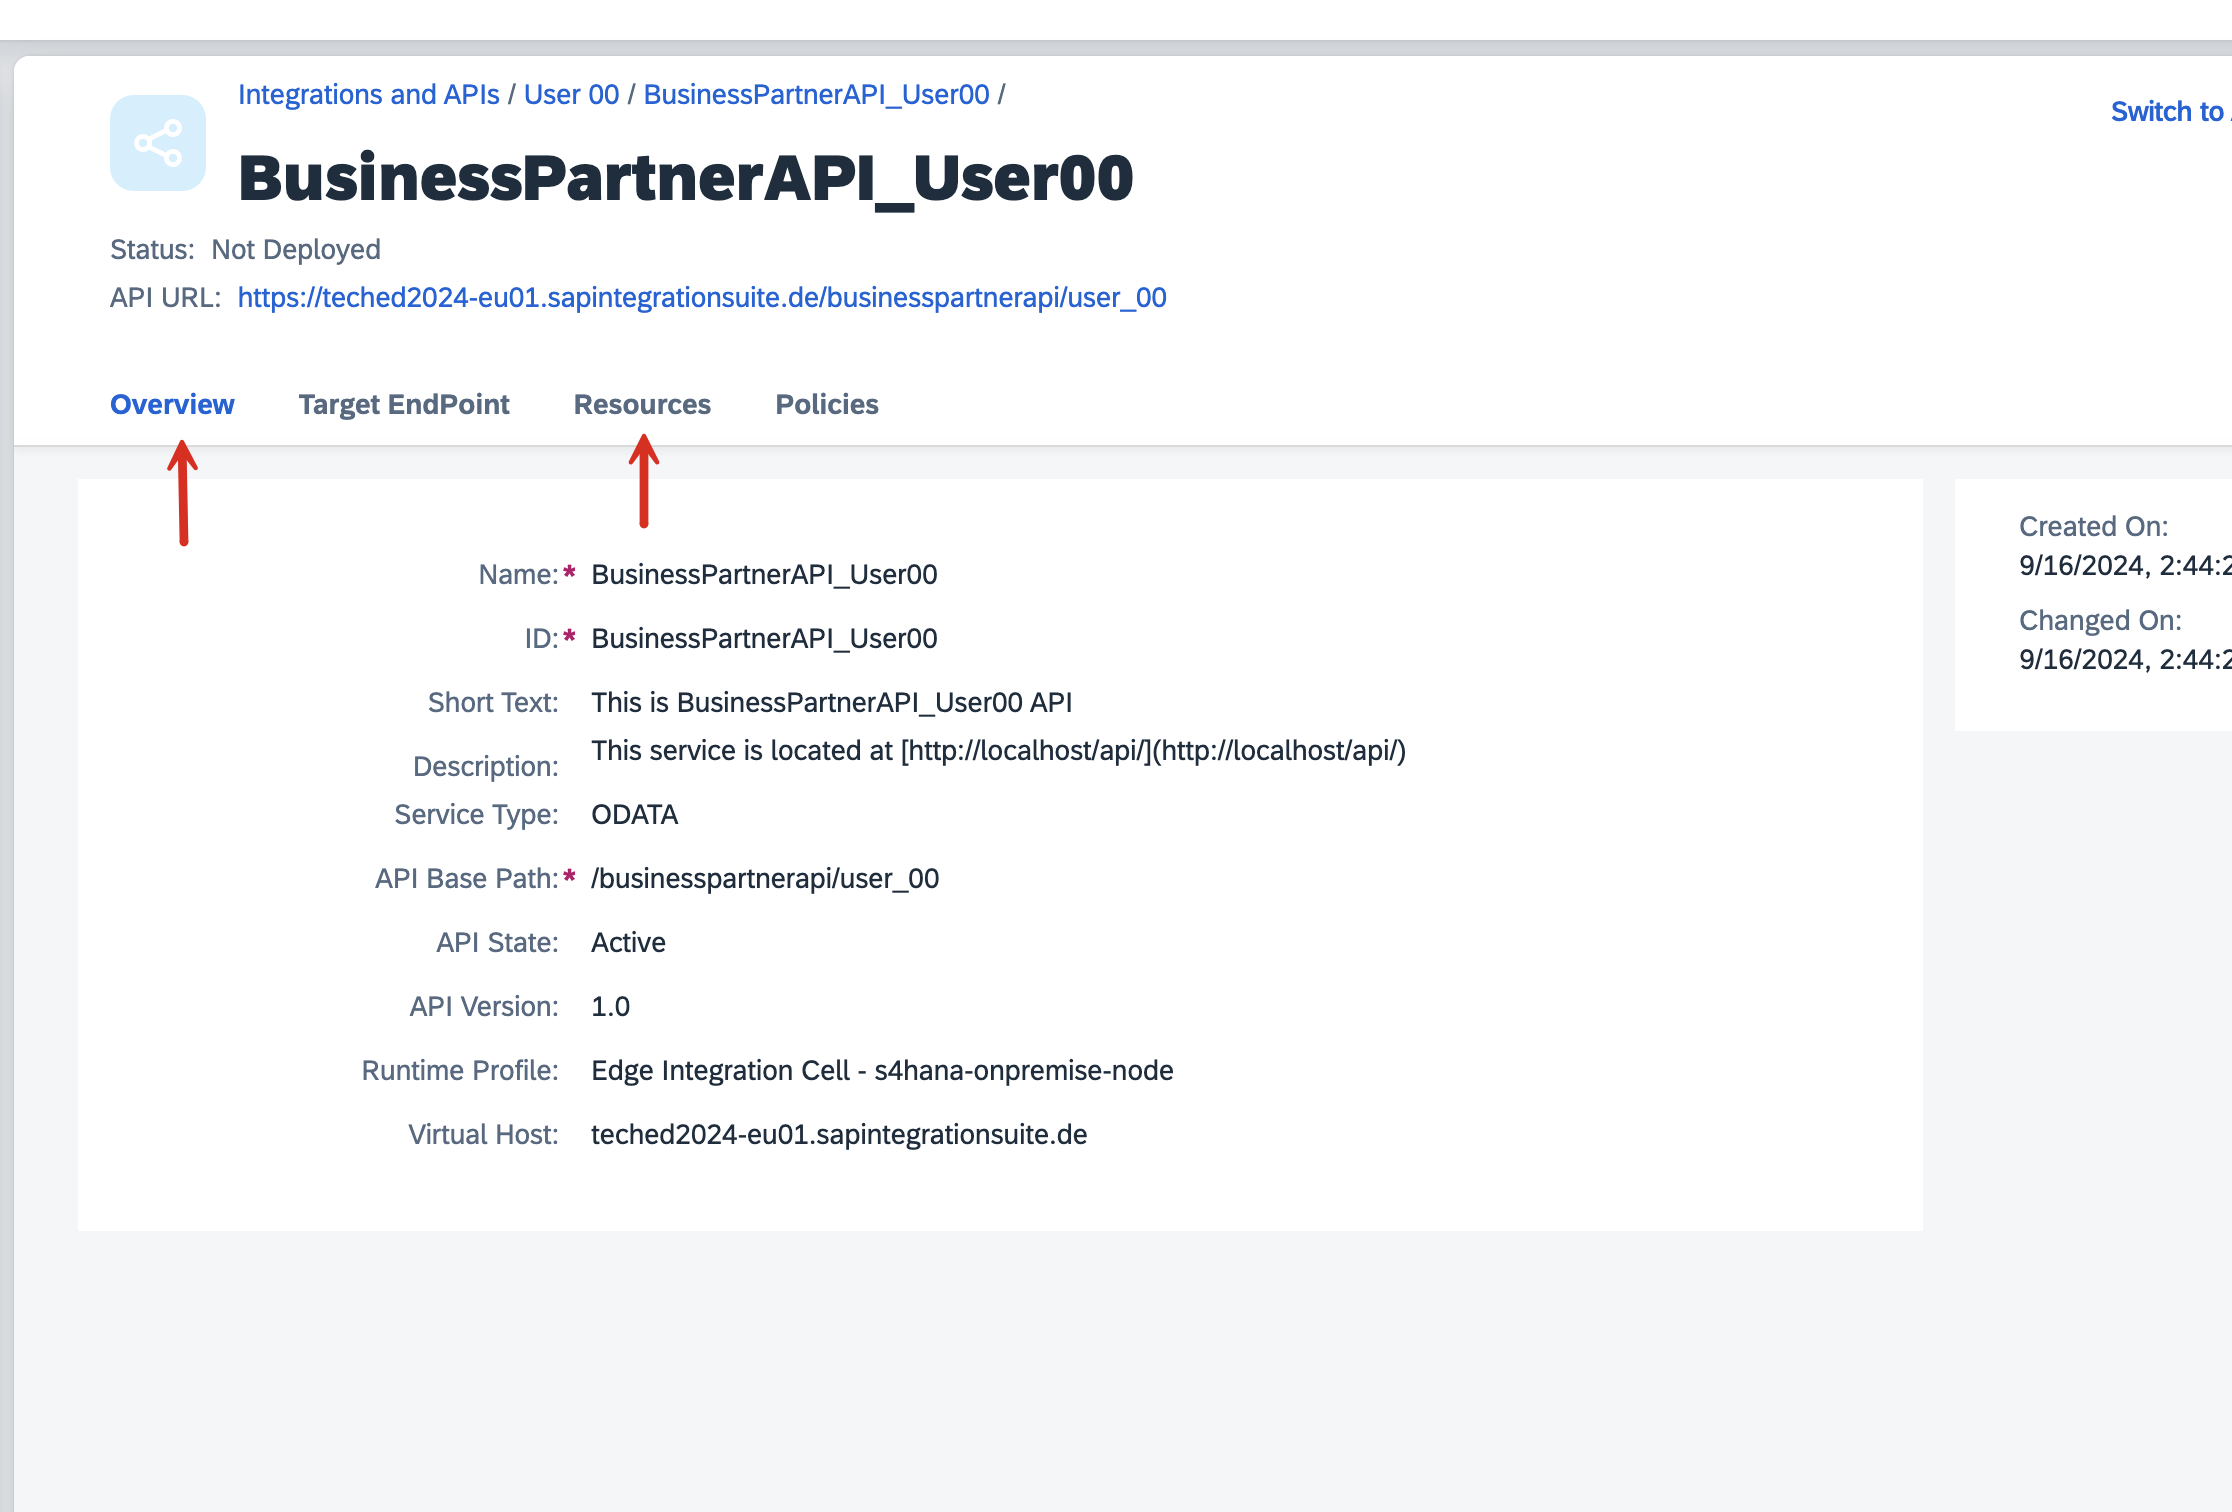 Integrations and APIs / User 00 / BusinessPartnerAPI_User00 /
Switch to
BusinessPartnerAPI_User00
Status: Not Deployed
API URL: https://teched2024-eu01.sapintegrationsuite.de/businesspartnerapi/user_00
Overview Target EndPoint Resources Policies
Name:* BusinessPartnerAPI_User00
ID:* BusinessPartnerAPI_User00
Short Text: This is BusinessPartnerAPI_User00 API
Description: This service is located at [http://localhost/api/](http://localhost/api/)
Service Type: ODATA
API Base Path:* /businesspartnerapi/user_00
API State: Active
API Version: 1.0
Runtime Profile: Edge Integration Cell - s4hana-onpremise-node
Virtual Host: teched2024-eu01.sapintegrationsuite.de
Created On:
9/16/2024, 2:44:2
Changed On:
9/16/2024, 2:44:2